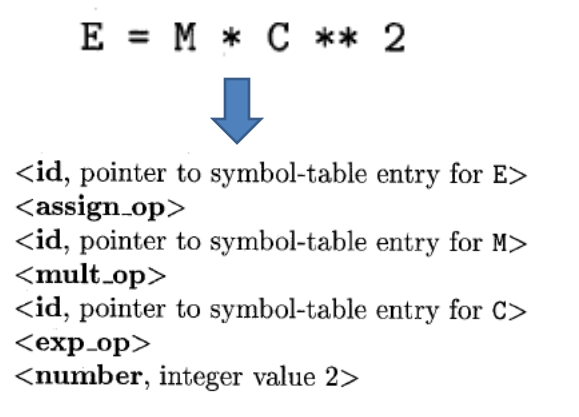 E = M * C ** 2
<id, pointer to symbol-table entry for E>
<assign_op>
<id, pointer to symbol-table entry for M>
<mult_op>
<id, pointer to symbol-table entry for C>
<exp_op>
<number, integer value 2>